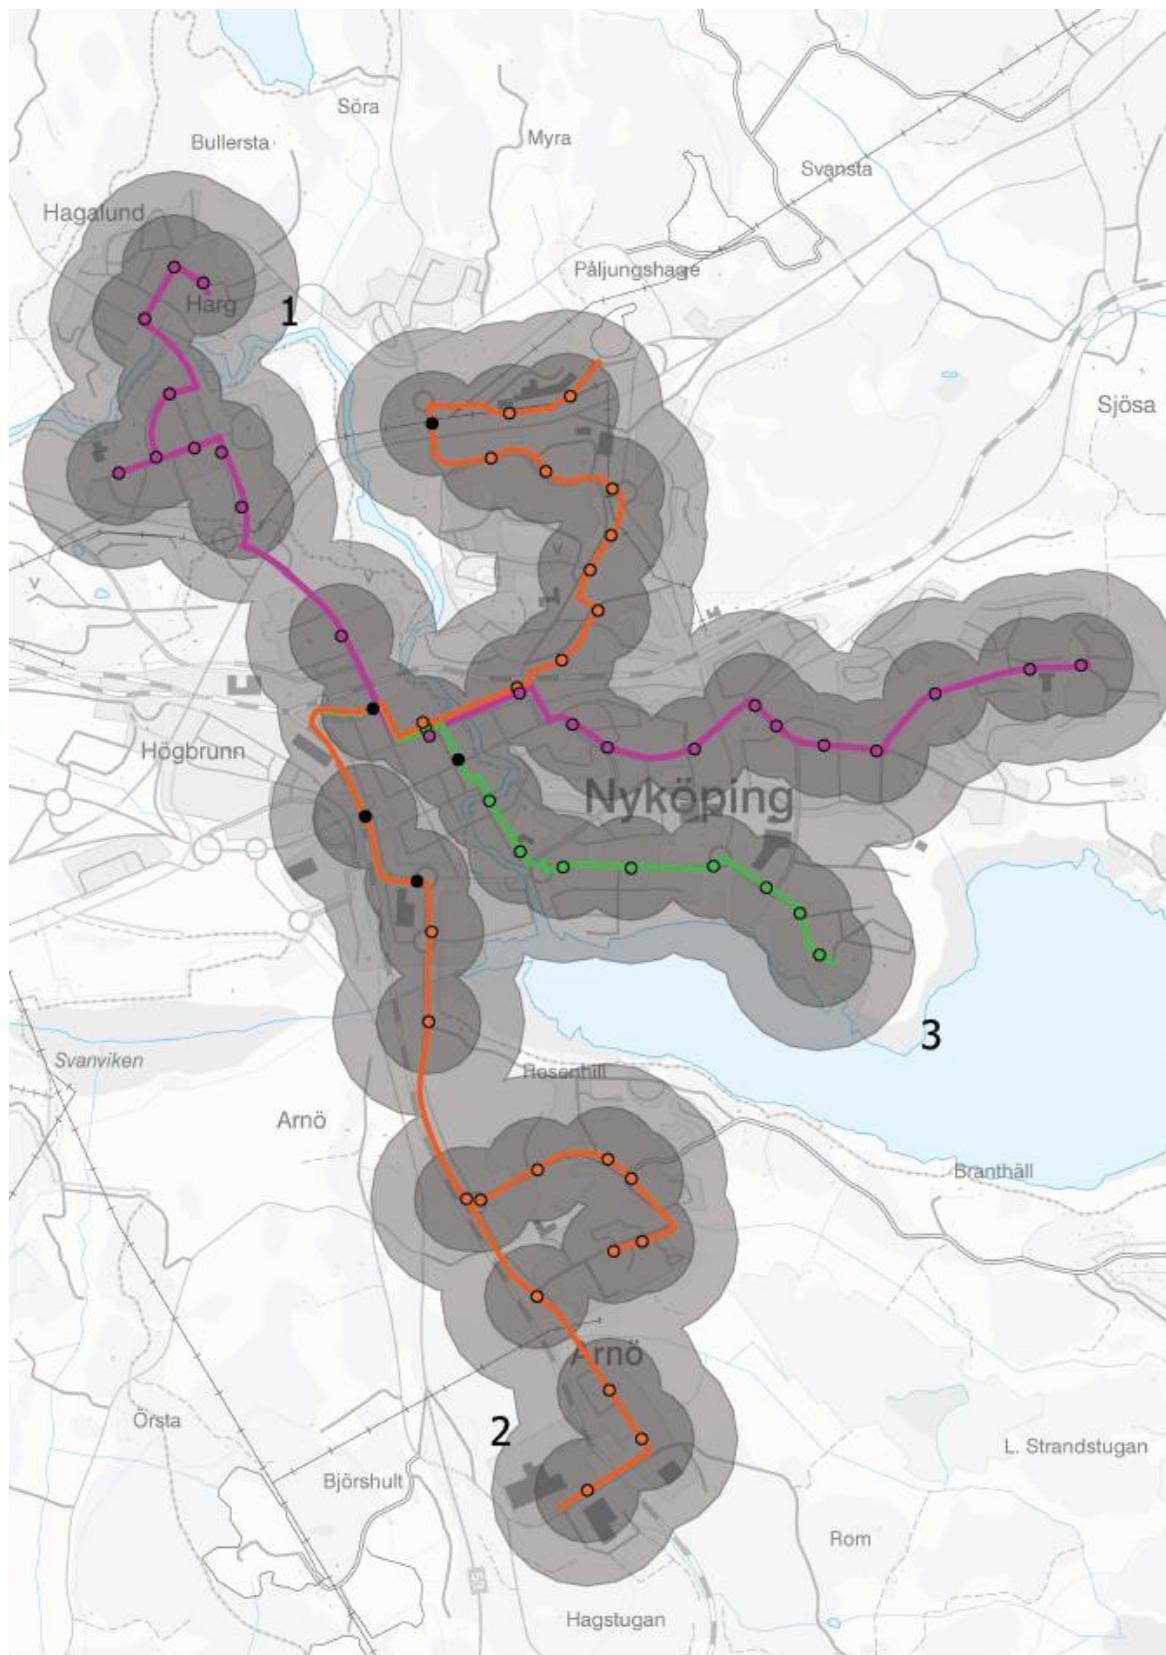 Söra
Bullersta
Myra
Svansta
Hagalund
Påljungshage
Harg
1
Sjösa
Högbrunn
Nyköping
3
Svanviken
Rosenhill
Arnö
Branthäll
Arnö
Örsta
2
L. Strandstugan
Björshult
Rom
53
Hagstugan